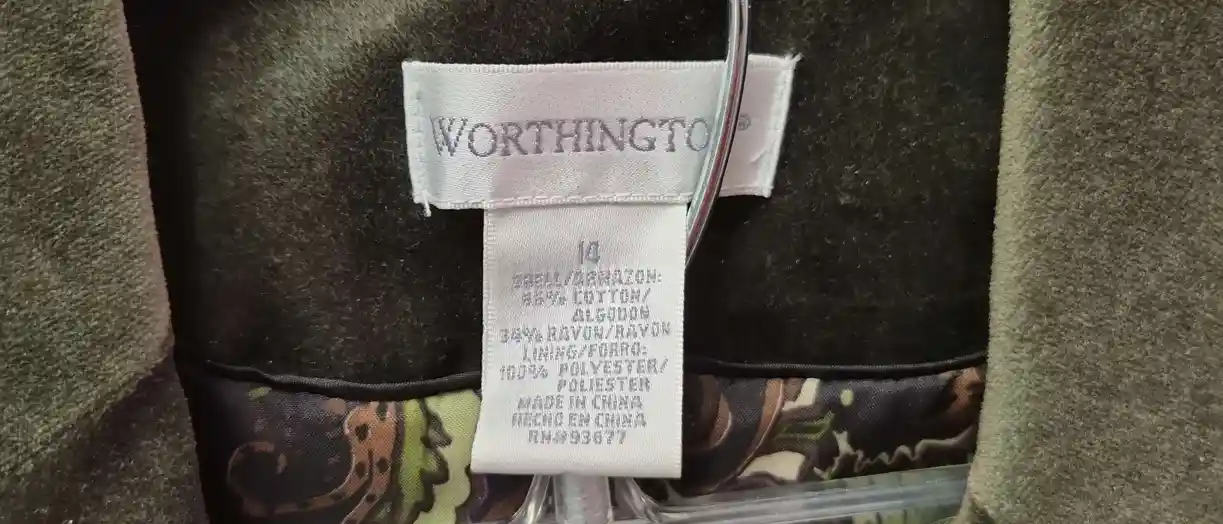 WORTHINGTO ®
14
SHELL/ARMAZON:
66% COTTON/
ALGODON
34% RAYON/RAYON
LINING/FORRO:
100% POLYESTER/
POLIESTER
MADE IN CHINA
HECHO EN CHINA
RN#93677